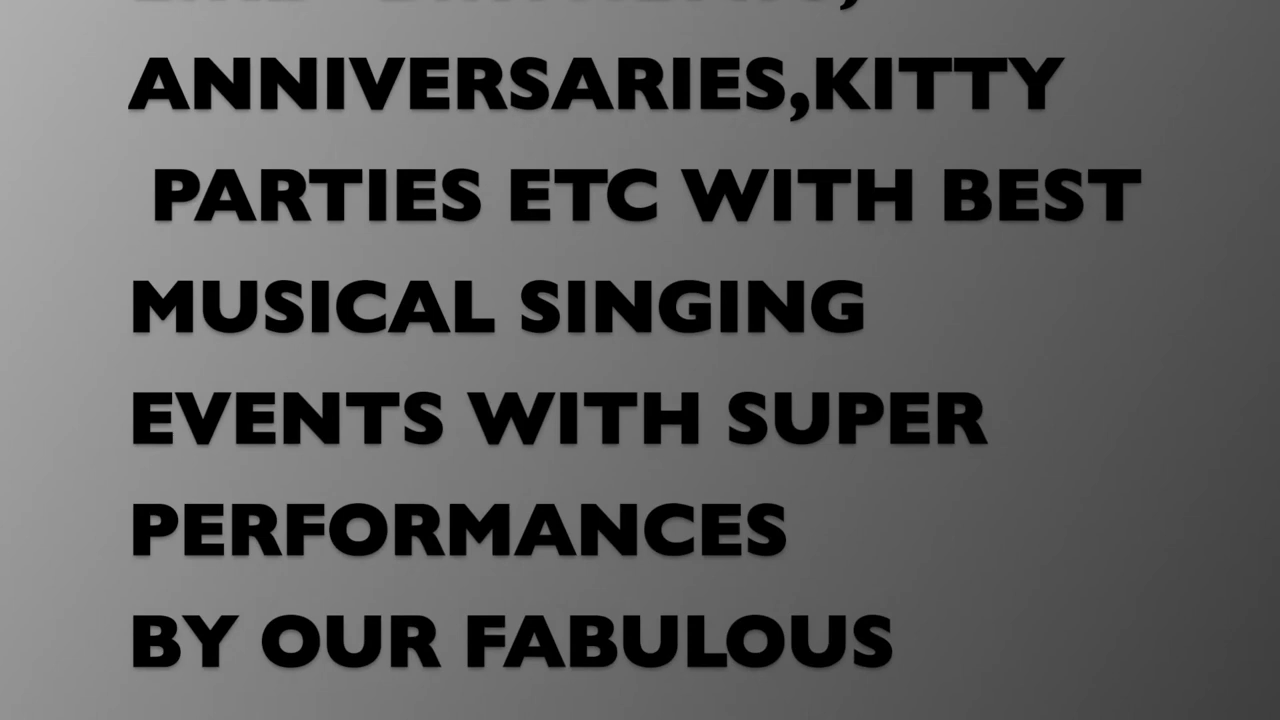 ANNIVERSARIES,KITTY
PARTIES ETC WITH BEST
MUSICAL SINGING
EVENTS WITH SUPER
PERFORMANCES
BY OUR FABULOUS